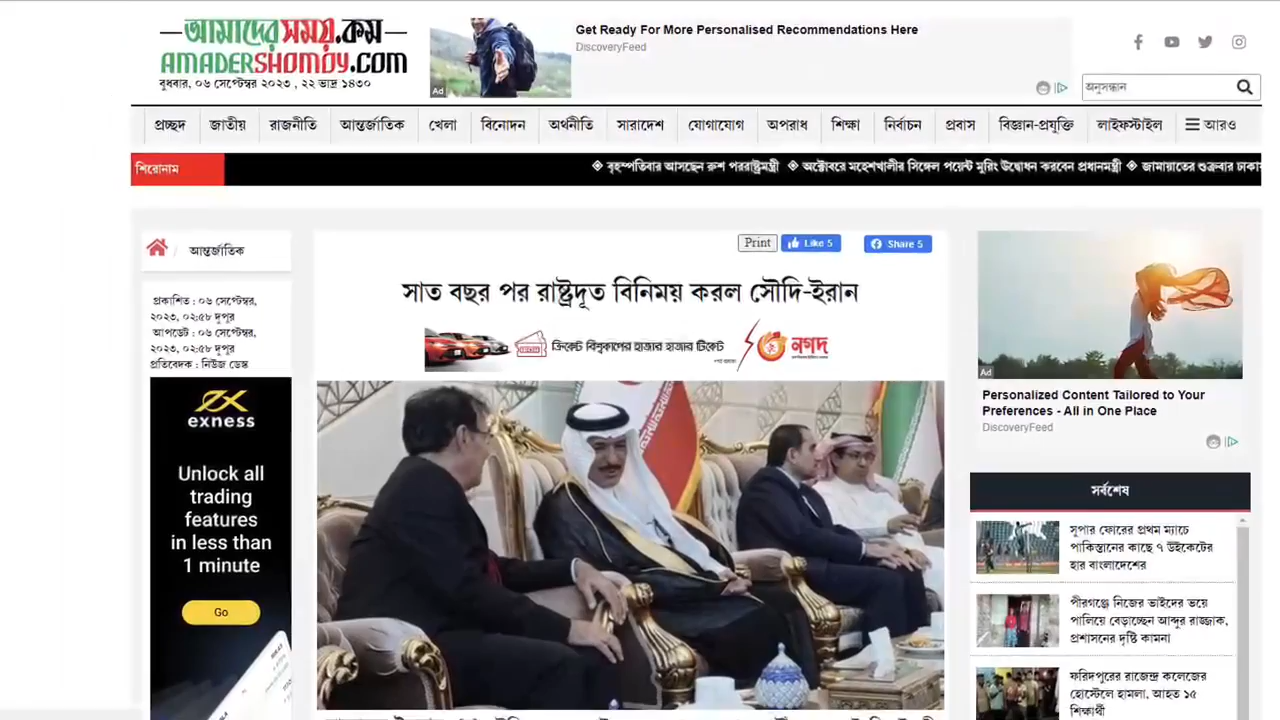 আমাদেরসময়.কম
AMADERSHOMOY.COM
বুধবার, ০৬ সেপ্টেম্বর ২০২৩ , ২২ ভাদ্র ১৪৩০
Ad
Get Ready For More Personalised Recommendations Here
DiscoveryFeed
অনুসন্ধান
প্রচ্ছদ
জাতীয়
রাজনীতি
আন্তর্জাতিক
খেলা
বিনোদন
অর্থনীতি
সারাদেশ
যোগাযোগ
অপরাধ
শিক্ষা
নির্বাচন
প্রবাস
বিজ্ঞান-প্রযুক্তি
লাইফস্টাইল
আরও
শিরোনাম
বৃহস্পতিবার আসছেন রুশ পররাষ্ট্রমন্ত্রী
অক্টোবরে মহেশখালীর সিঙ্গেল পয়েন্ট মুরিং উদ্বোধন করবেন প্রধানমন্ত্রী
জামায়াতের শুক্রবার ঢাকা
/ আন্তর্জাতিক
প্রকাশিত : ০৬ সেপ্টেম্বর,
২০২৩, ০২:৫৮ দুপুর
আপডেট : ০৬ সেপ্টেম্বর,
২০২৩, ০২:৫৮ দুপুর
প্রতিবেদক : নিউজ ডেস্ক
exness
Unlock all
trading
features
in less than
1 minute
Go
Print
Like 5
Share 5
সাত বছর পর রাষ্ট্রদূত বিনিময় করল সৌদি-ইরান
ক্রিকেট বিশ্বকাপের হাজার হাজার টিকেট
নগদ
Ad
Personalized Content Tailored to Your
Preferences - All in One Place
DiscoveryFeed
সর্বশেষ
সুপার ফোরের প্রথম ম্যাচে
পাকিস্তানের কাছে ৭ উইকেটের
হার বাংলাদেশের
পীরগঞ্জে নিজের ভাইদের ভয়ে
পালিয়ে বেড়াচ্ছেন আব্দুর রাজ্জাক,
প্রশাসনের দৃষ্টি কামনা
ফরিদপুরের রাজেন্দ্র কলেজের
হোস্টেলে হামলা, আহত ১৫
শিক্ষার্থী